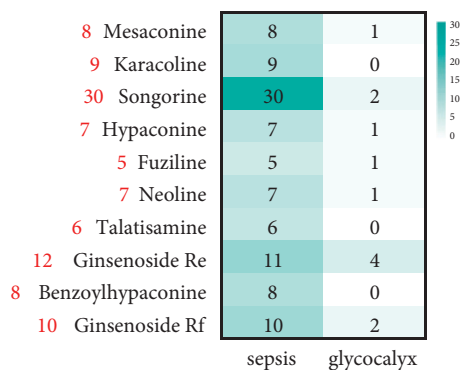 8 Mesaconine 8 1
9 Karacoline 9 0
30 Songorine 30 2
7 Hypaconine 7 1
5 Fuziline 5 1
7 Neoline 7 1
6 Talatisamine 6 0
12 Ginsenoside Re 11 4
8 Benzoylhypaconine 8 0
10 Ginsenoside Rf 10 2
sepsis glycocalyx
30
25
20
15
10
5
0